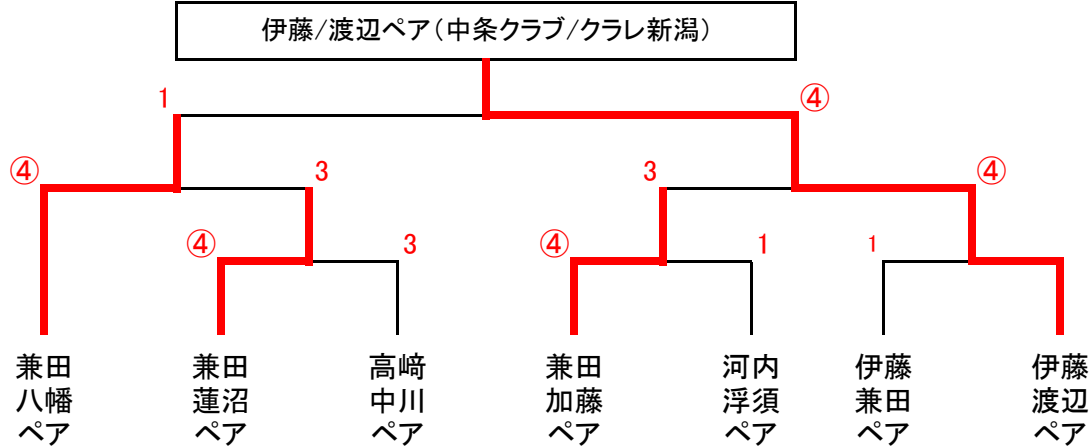 伊藤/渡辺ペア(中条クラブ/クラレ新潟)
1
④
④
3
3
④
④
3
④
1
1
兼田
八幡
ペア
兼田
蓮沼
ペア
高﨑
中川
ペア
兼田
加藤
ペア
河内
浮須
ペア
伊藤
兼田
ペア
伊藤
渡辺
ペア